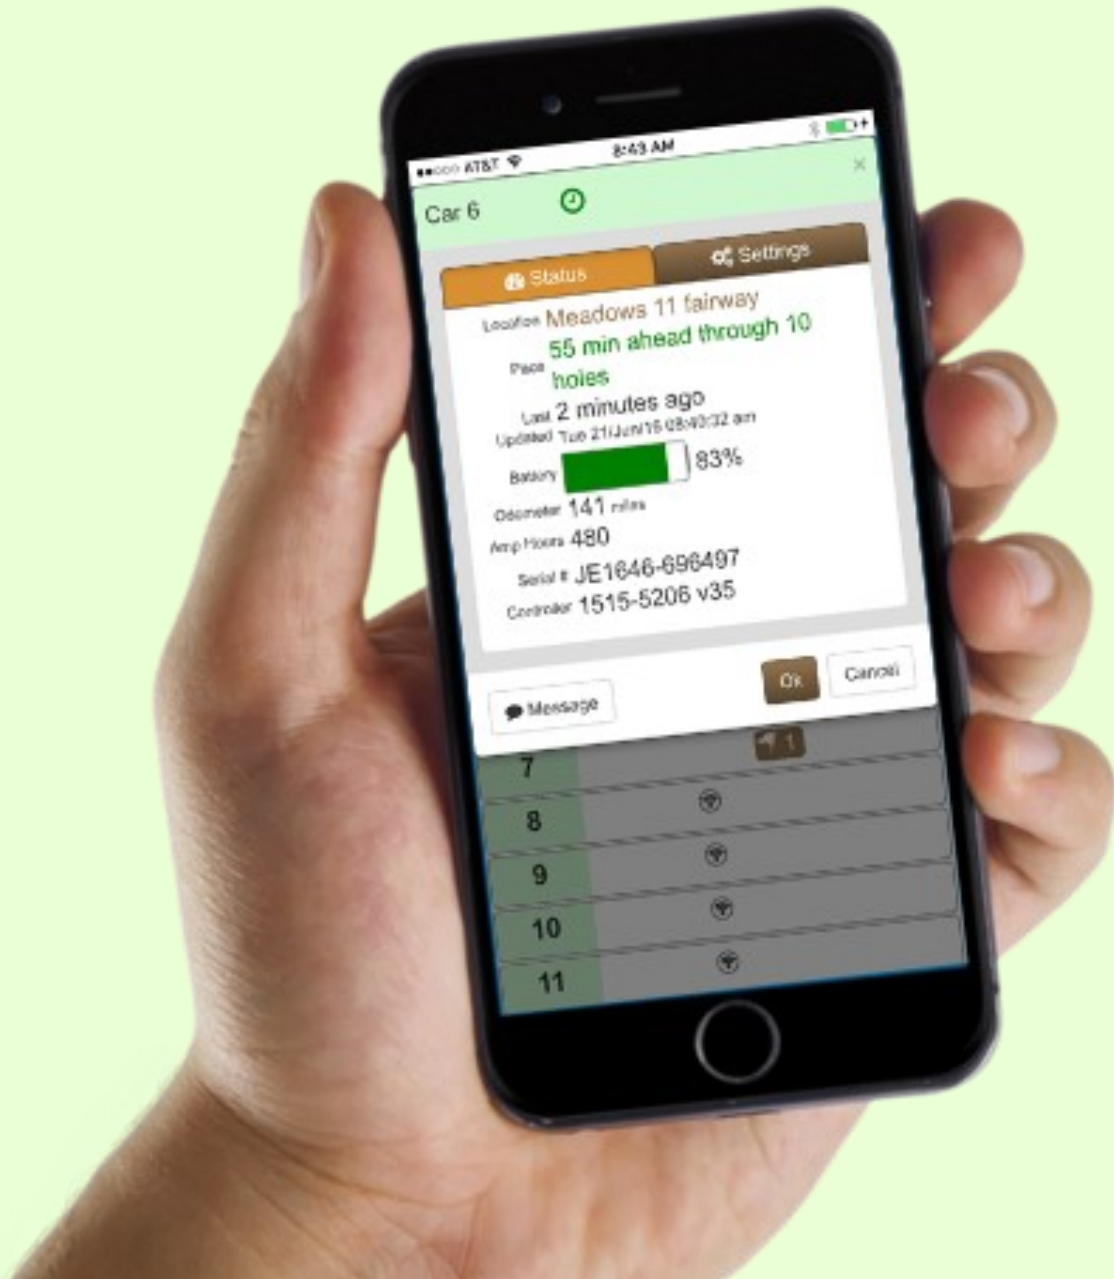 AT&T 8:43 AM
Car 6
Status Settings
Location Meadows 11 fairway
Pace 55 min ahead through 10
holes
Last 2 minutes ago
Updated Tue 21/Jun/16 08:40:32 am
Battery 83%
Odometer 141 miles
Amp Hours 480
Serial # JE1646-696497
Controller 1515-5206 v35
Message Ok Cancel
7 1
8
9
10
11